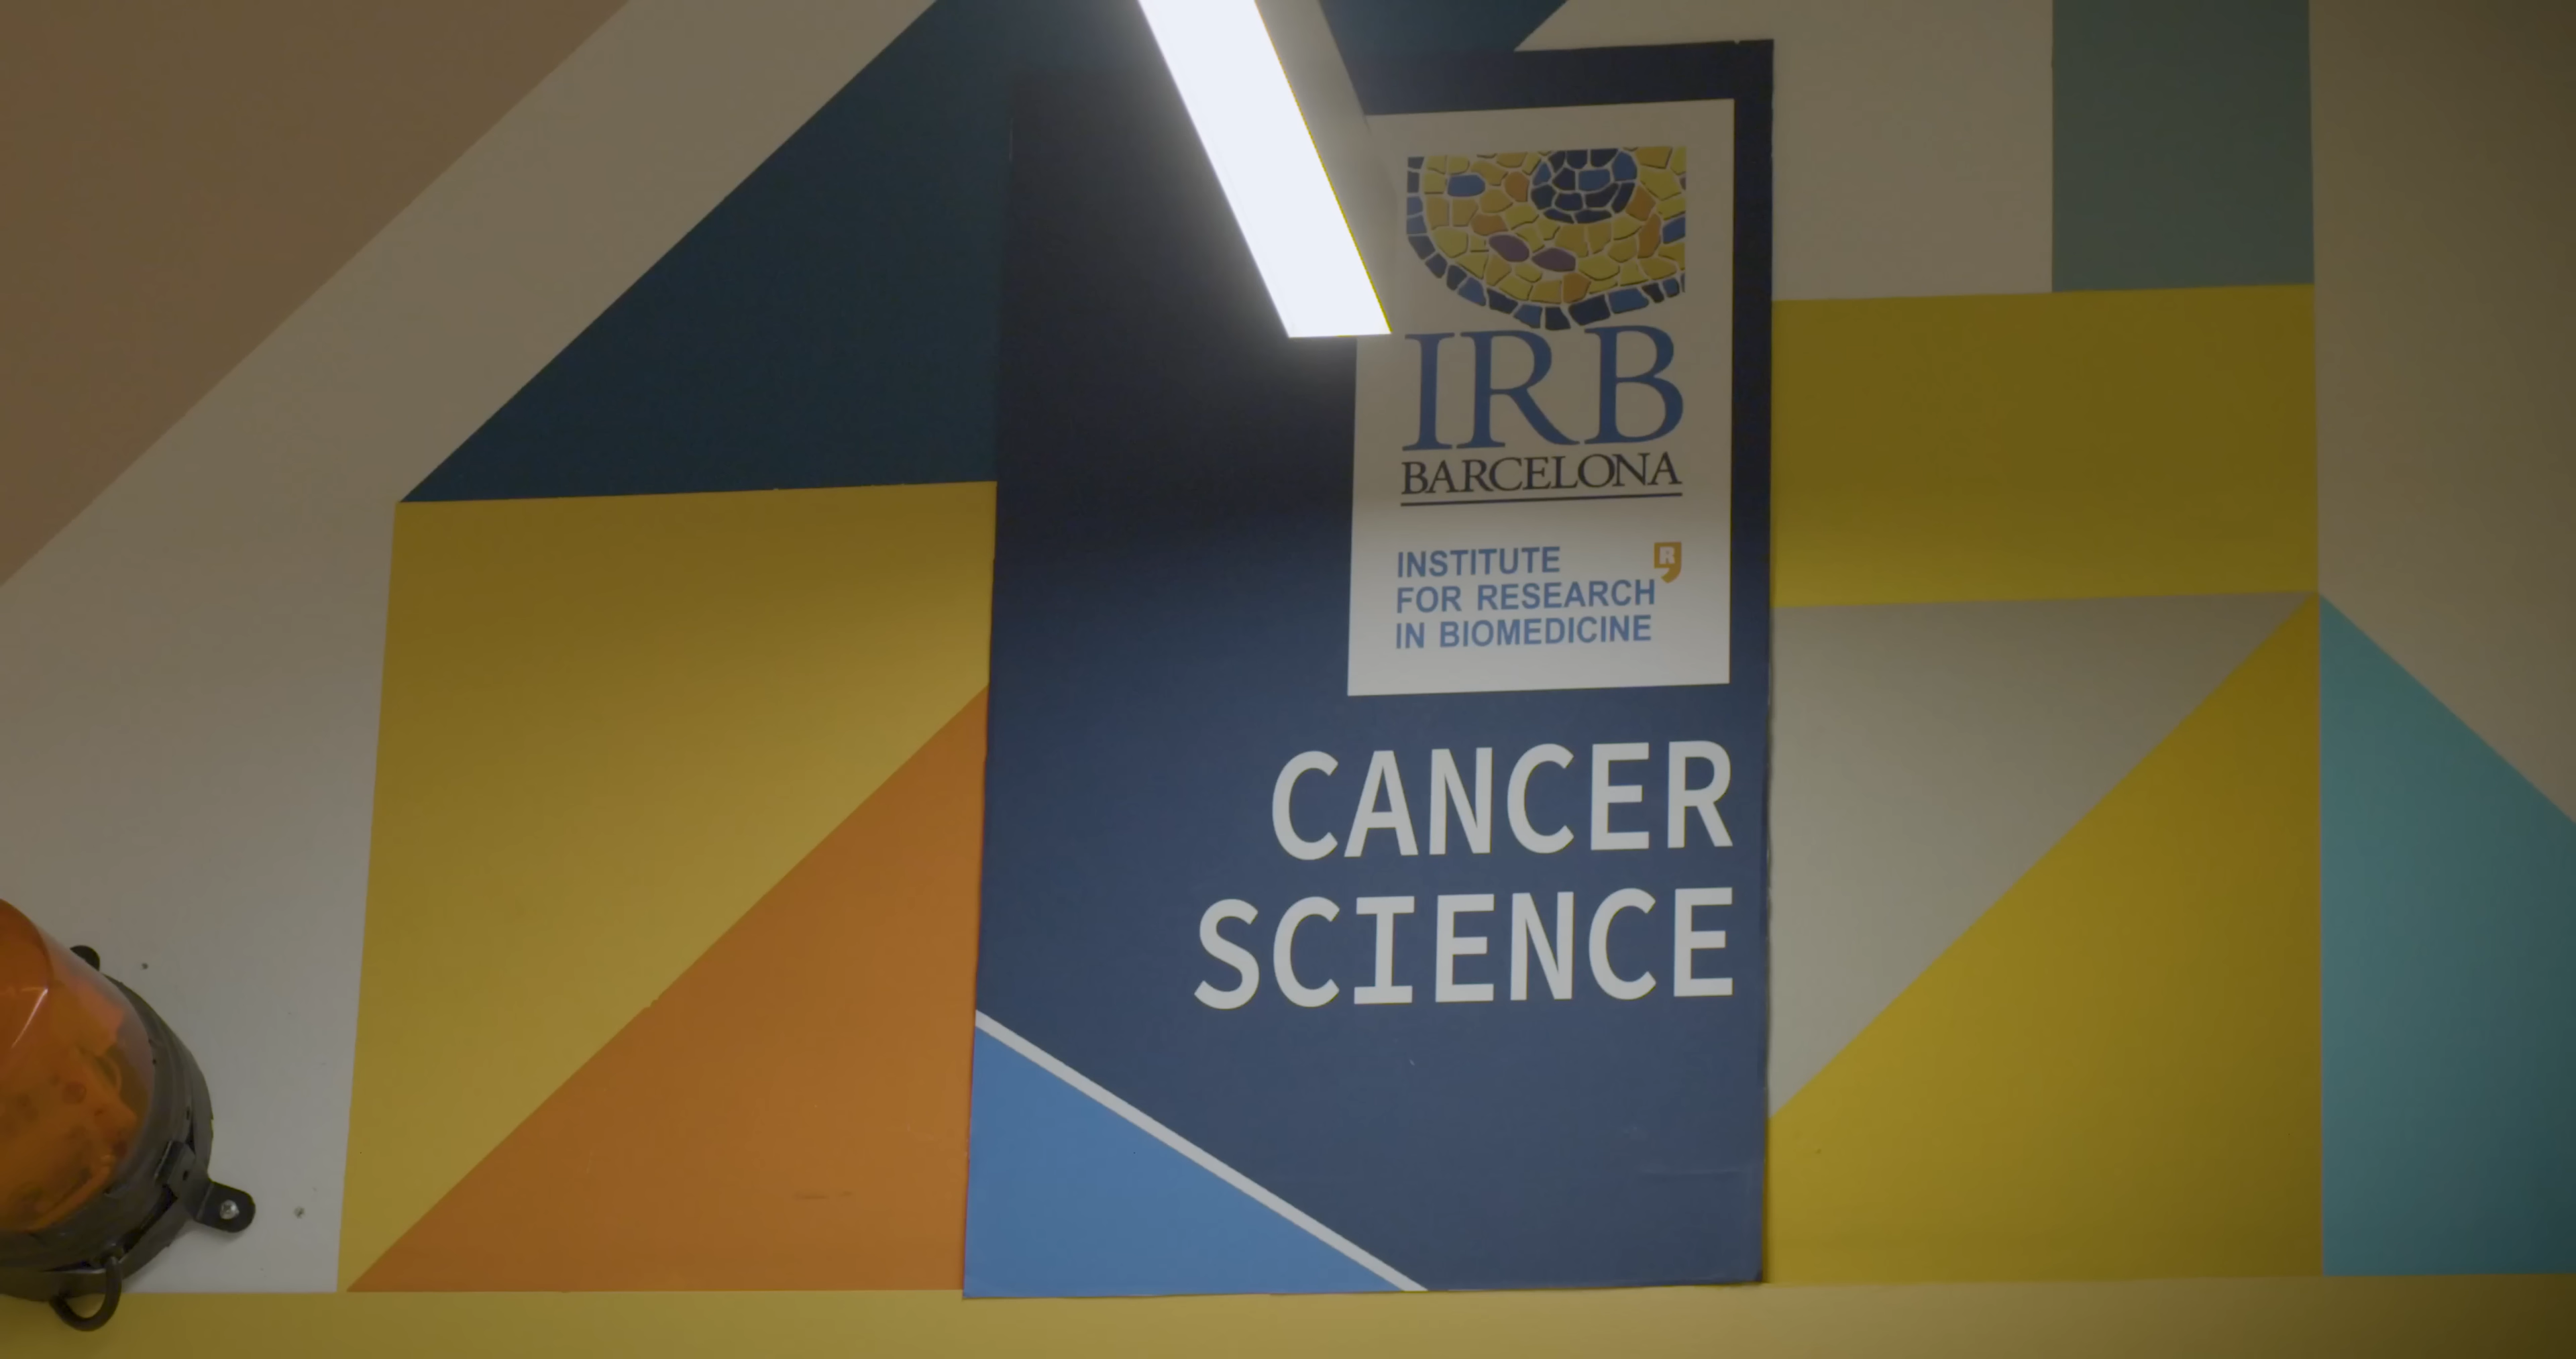 IRB
BARCELONA
INSTITUTE R
FOR RESEARCH
IN BIOMEDICINE
CANCER
SCIENCE